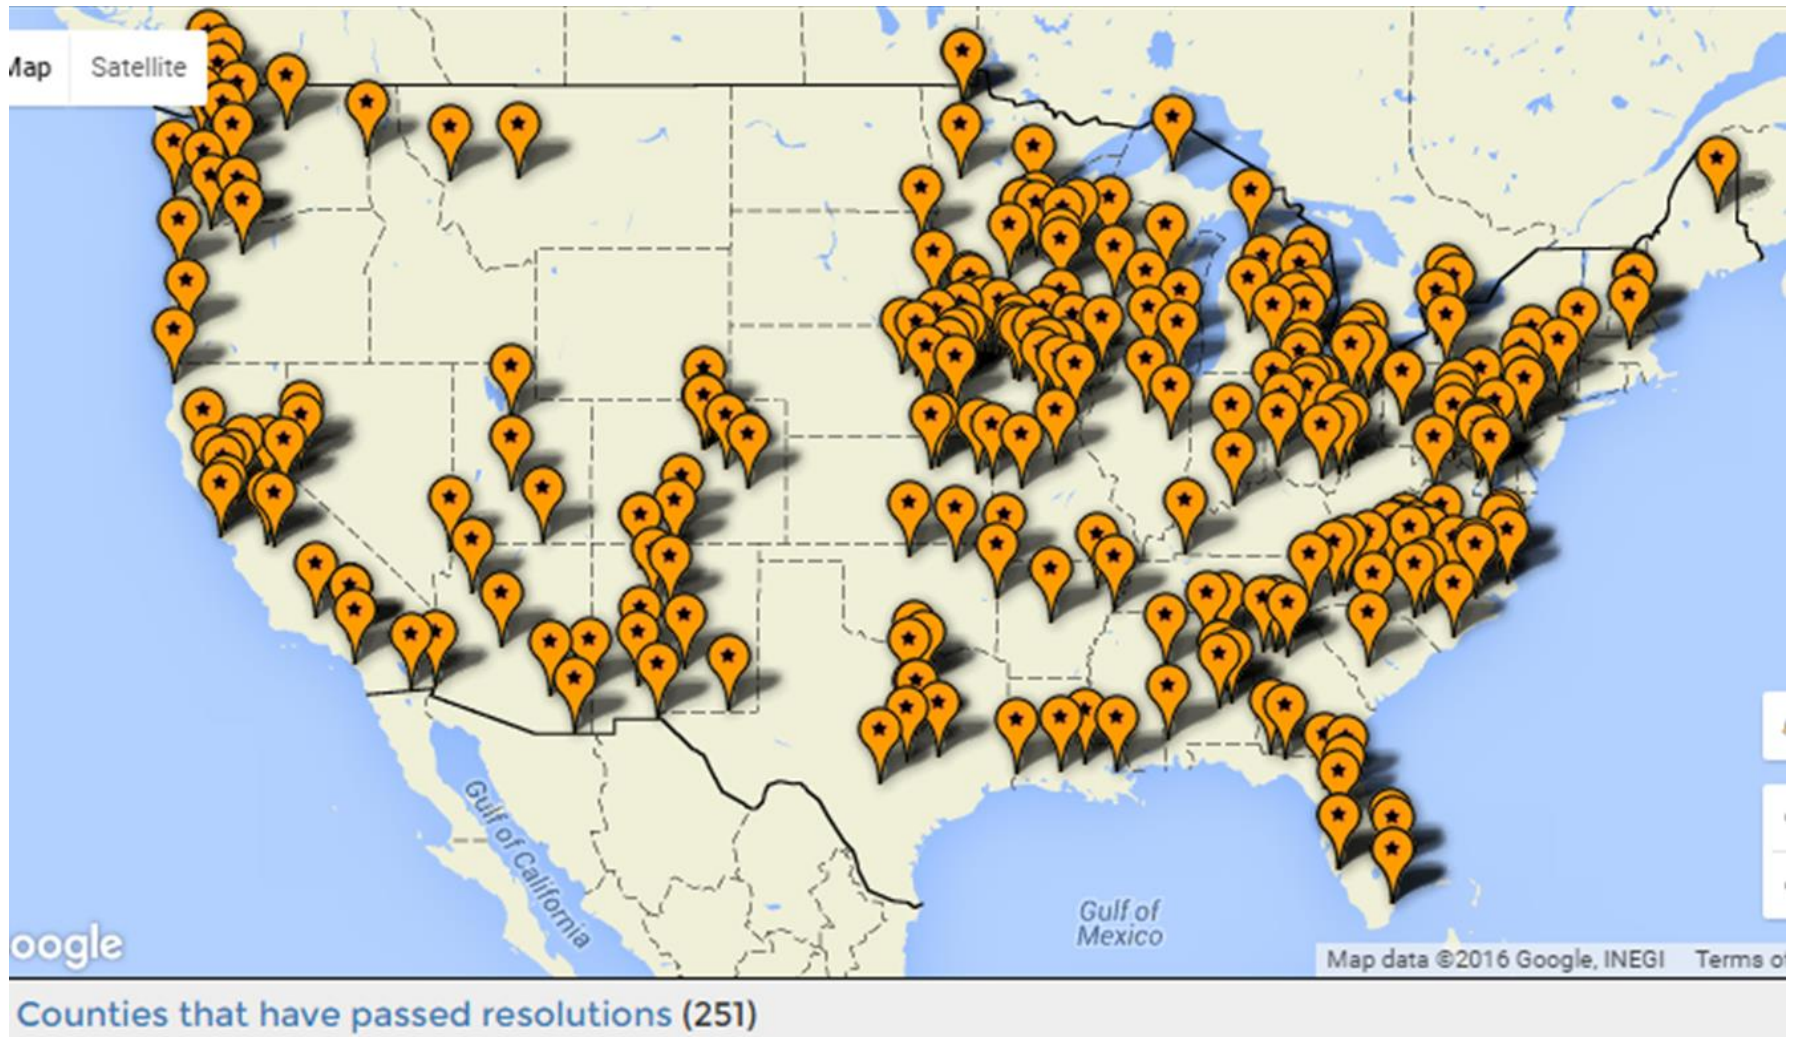 Map Satellite
Gulf of California
Gulf of
Mexico
oogle
Map data ©2016 Google, INEGI Terms of
Counties that have passed resolutions (251)